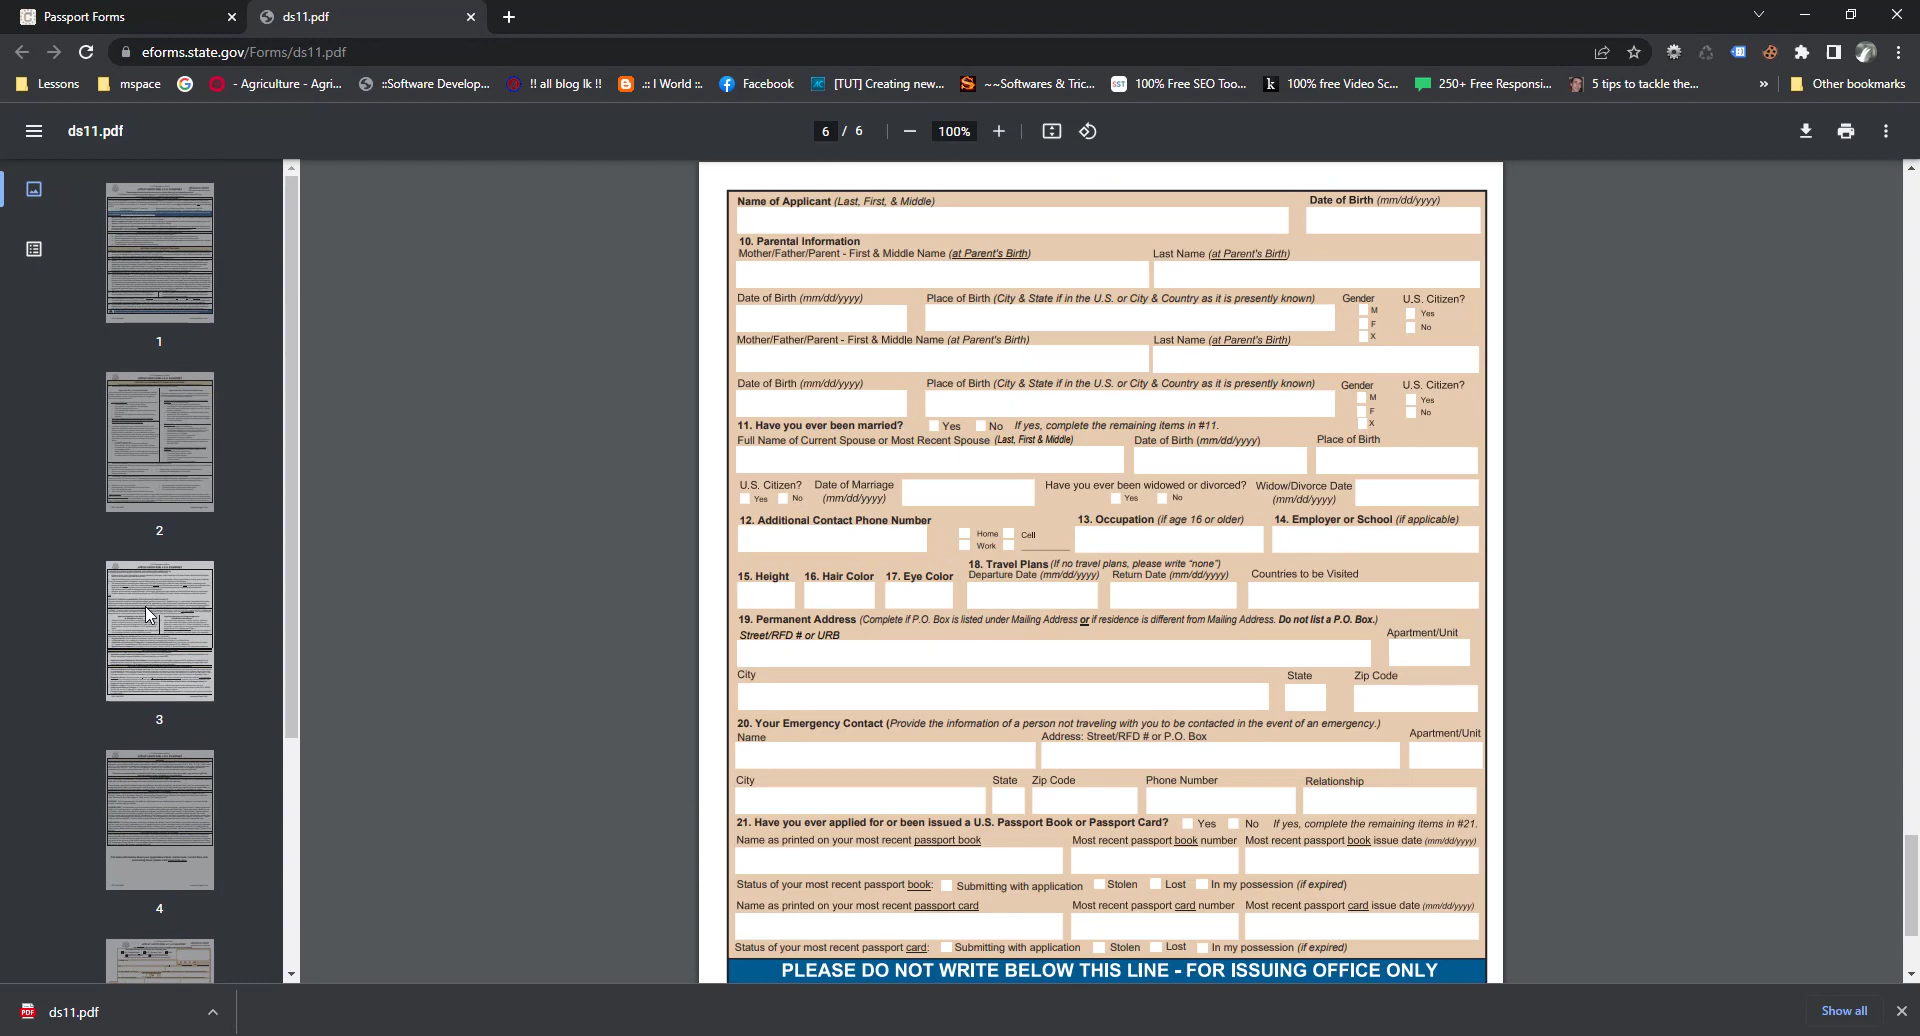 Passport Forms
ds11.pdf
eforms.state.gov/Forms/ds11.pdf
Lessons
mspace
- Agriculture - Agri...
::Software Develop...
!! all blog lk !!
.:: I World ::.
Facebook
[TUT] Creating new...
~~Softwares & Tric...
100% Free SEO Too...
100% free Video Sc...
250+ Free Responsi...
5 tips to tackle the...
»
Other bookmarks
ds11.pdf
6 / 6
100%
1
2
3
4
Name of Applicant (Last, First, & Middle) Date of Birth (mm/dd/yyyy)
10. Parental Information
Mother/Father/Parent - First & Middle Name (at Parent's Birth) Last Name (at Parent's Birth)
Date of Birth (mm/dd/yyyy) Place of Birth (City & State if in the U.S. or City & Country as it is presently known) Gender U.S. Citizen?
M Yes
F No
X
Mother/Father/Parent - First & Middle Name (at Parent's Birth) Last Name (at Parent's Birth)
Date of Birth (mm/dd/yyyy) Place of Birth (City & State if in the U.S. or City & Country as it is presently known) Gender U.S. Citizen?
M Yes
F No
X
11. Have you ever been married? Yes No If yes, complete the remaining items in #11.
Full Name of Current Spouse or Most Recent Spouse (Last, First & Middle) Date of Birth (mm/dd/yyyy) Place of Birth
U.S. Citizen? Date of Marriage Have you ever been widowed or divorced? Widow/Divorce Date
Yes No (mm/dd/yyyy) Yes No (mm/dd/yyyy)
12. Additional Contact Phone Number 13. Occupation (if age 16 or older) 14. Employer or School (if applicable)
Home Cell
Work
18. Travel Plans (If no travel plans, please write "none")
15. Height 16. Hair Color 17. Eye Color Departure Date (mm/dd/yyyy) Return Date (mm/dd/yyyy) Countries to be Visited
19. Permanent Address (Complete if P.O. Box is listed under Mailing Address or if residence is different from Mailing Address. Do not list a P.O. Box.)
Street/RFD # or URB Apartment/Unit
City State Zip Code
20. Your Emergency Contact (Provide the information of a person not traveling with you to be contacted in the event of an emergency.)
Name Address: Street/RFD # or P.O. Box Apartment/Unit
City State Zip Code Phone Number Relationship
21. Have you ever applied for or been issued a U.S. Passport Book or Passport Card? Yes No If yes, complete the remaining items in #21.
Name as printed on your most recent passport book Most recent passport book number Most recent passport book issue date (mm/dd/yyyy)
Status of your most recent passport book: Submitting with application Stolen Lost In my possession (if expired)
Name as printed on your most recent passport card Most recent passport card number Most recent passport card issue date (mm/dd/yyyy)
Status of your most recent passport card: Submitting with application Stolen Lost In my possession (if expired)
PLEASE DO NOT WRITE BELOW THIS LINE - FOR ISSUING OFFICE ONLY
ds11.pdf
Show all